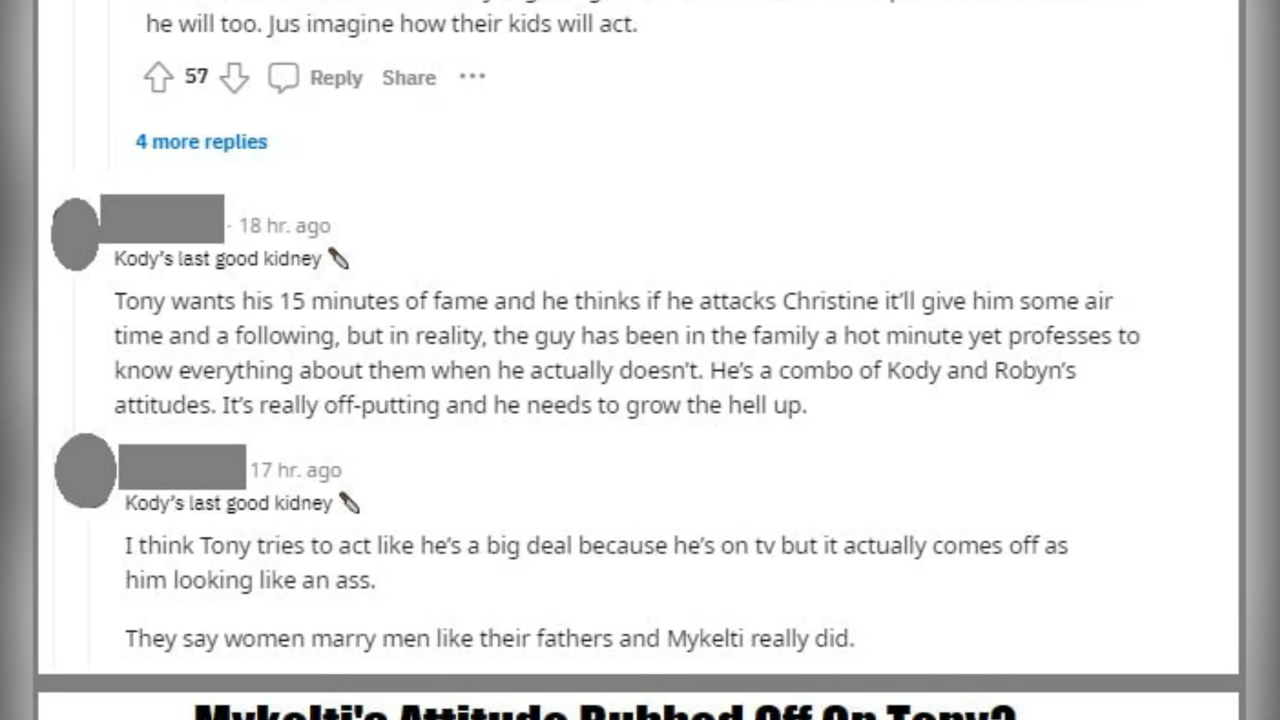 he will too. Jus imagine how their kids will act.
57 Reply Share ...
4 more replies
· 18 hr. ago
Kody's last good kidney
Tony wants his 15 minutes of fame and he thinks if he attacks Christine it'll give him some air
time and a following, but in reality, the guy has been in the family a hot minute yet professes to
know everything about them when he actually doesn't. He's a combo of Kody and Robyn's
attitudes. It's really off-putting and he needs to grow the hell up.
17 hr. ago
Kody's last good kidney
I think Tony tries to act like he's a big deal because he's on tv but it actually comes off as
him looking like an ass.
They say women marry men like their fathers and Mykelti really did.
Mykelti's Attitude Rubbed Off On Tony?